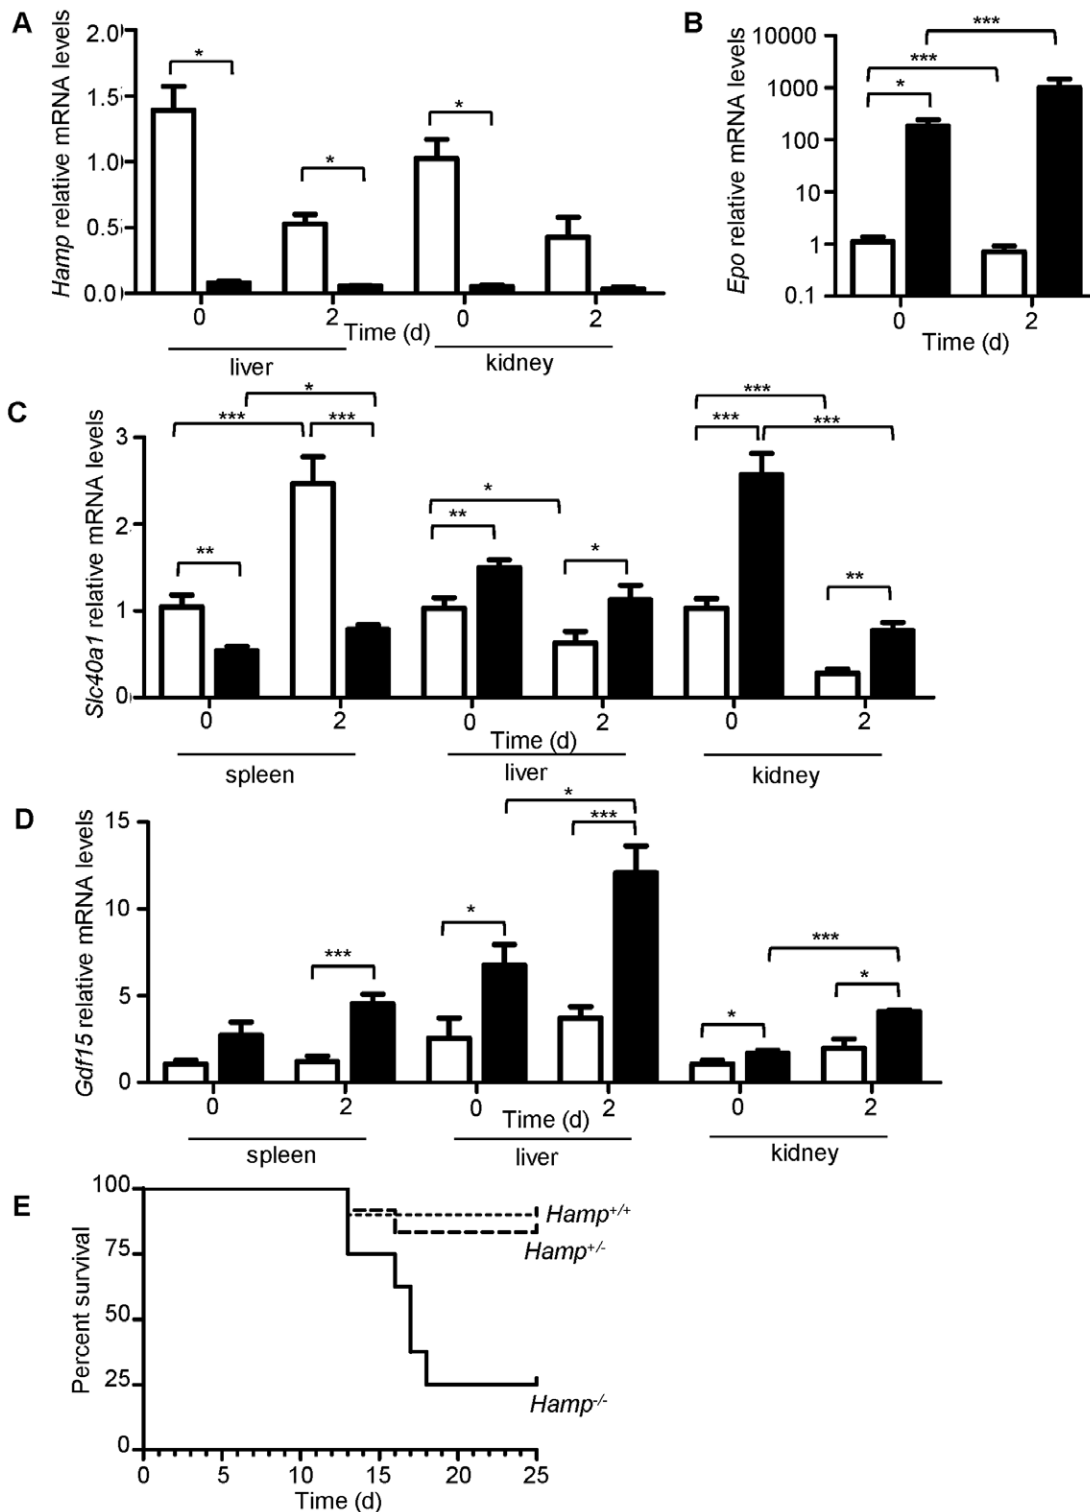 A
Hamp relative mRNA levels
2.0
1.5
1.0
0.5
0.0
*
*
*
0
2
0
2
Time (d)
liver
kidney
B
Epo relative mRNA levels
10000
1000
100
10
1
0.1
***
***
*
0
2
Time (d)
C
Slc40a1 relative mRNA levels
3
2
1
0
*
***
***
**
*
**
*
***
***
***
**
0
2
0
2
0
2
Time (d)
spleen
liver
kidney
D
Gdf15 relative mRNA levels
15
10
5
0
*
***
*
***
***
*
*
0
2
0
2
0
2
Time (d)
spleen
liver
kidney
E
Percent survival
100
75
50
25
0
Hamp+/+
Hamp+/-
Hamp-/-
0
5
10
15
20
25
Time (d)